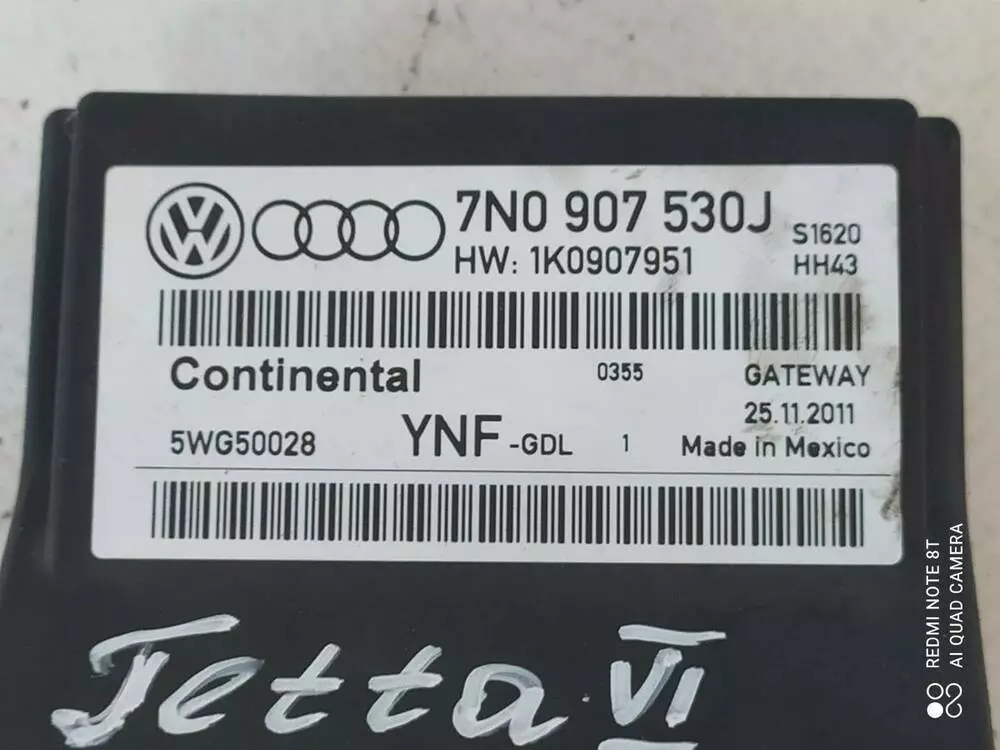 7N0 907 530J S1620
HW: 1K0907951 HH43
Continental 0355 GATEWAY
25.11.2011
5WG50028 YNF -GDL 1 Made in Mexico
Jetta VI
REDMI NOTE 8T
AI QUAD CAMERA